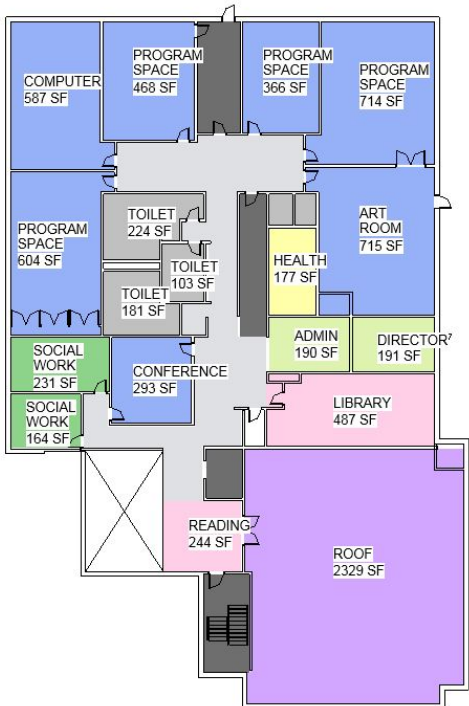 COMPUTER
587 SF
PROGRAM
SPACE
468 SF
PROGRAM
SPACE
366 SF
PROGRAM
SPACE
714 SF
PROGRAM
SPACE
604 SF
TOILET
224 SF
TOILET
103 SF
TOILET
181 SF
HEALTH
177 SF
ART
ROOM
715 SF
SOCIAL
WORK
231 SF
CONFERENCE
293 SF
ADMIN
190 SF
DIRECTOR
191 SF
SOCIAL
WORK
164 SF
LIBRARY
487 SF
READING
244 SF
ROOF
2329 SF